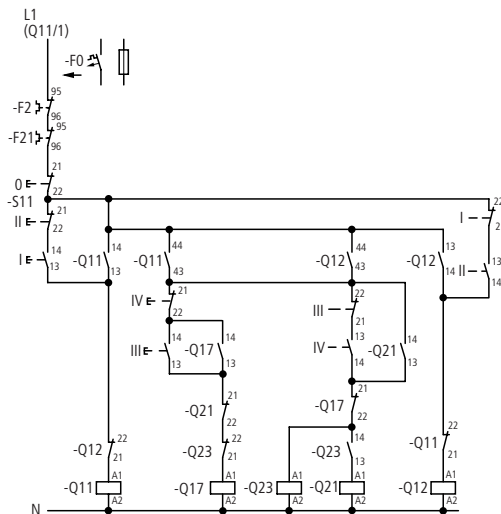 L1
(Q11/1)
-F0
95
-F2
96
95
-F21
96
21
0
22
-S11
21
II
22
I
14
13
-Q11
14
13
-Q11
44
43
-Q12
44
43
-Q12
13
14
I
22
II
13
14
IV
21
22
III
22
21
III
14
13
-Q17
14
13
IV
13
14
-Q21
14
13
-Q21
22
21
-Q17
21
22
-Q12
22
21
-Q23
22
21
-Q23
14
13
-Q11
22
21
-Q11
A1
A2
-Q17
A1
A2
-Q23
A1
A2
-Q21
A1
A2
-Q12
A1
A2
N